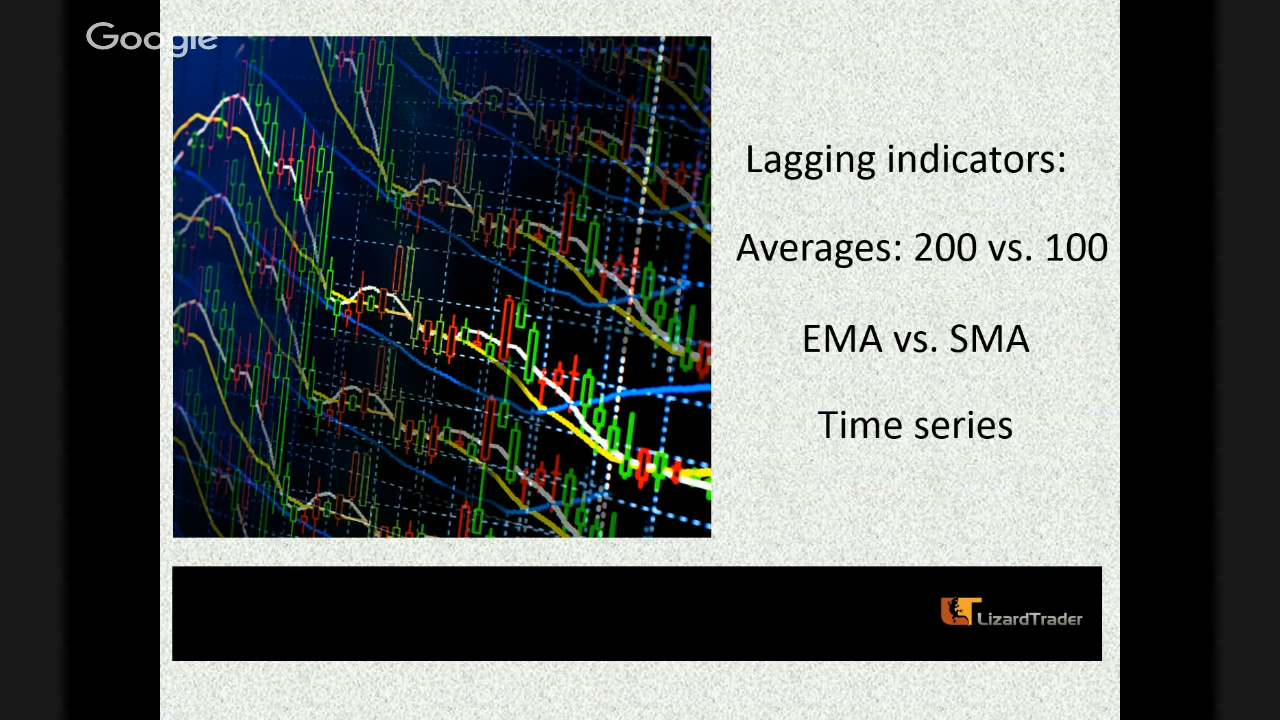 Google
Lagging indicators:
Averages: 200 vs. 100
EMA vs. SMA
Time series
LizardTrader